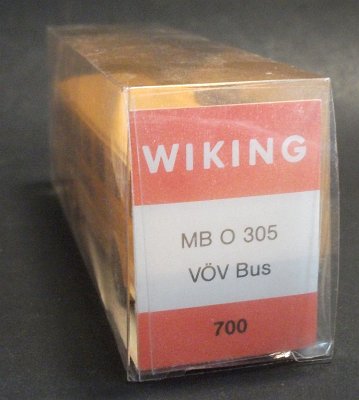 WIKING
MB O 305
VÖV Bus
700